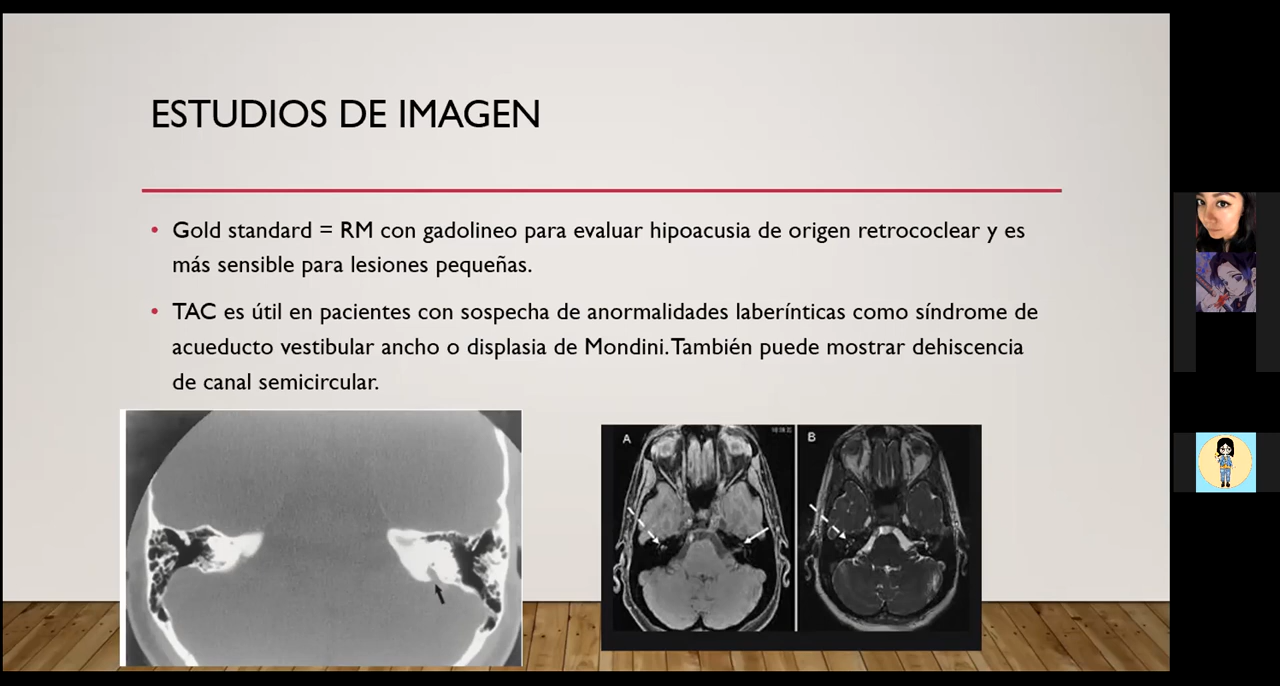 ESTUDIOS DE IMAGEN
• Gold standard = RM con gadolineo para evaluar hipoacusia de origen retrococlear y es
más sensible para lesiones pequeñas.
• TAC es útil en pacientes con sospecha de anormalidades laberínticas como síndrome de
acueducto vestibular ancho o displasia de Mondini. También puede mostrar dehiscencia
de canal semicircular.
A
B